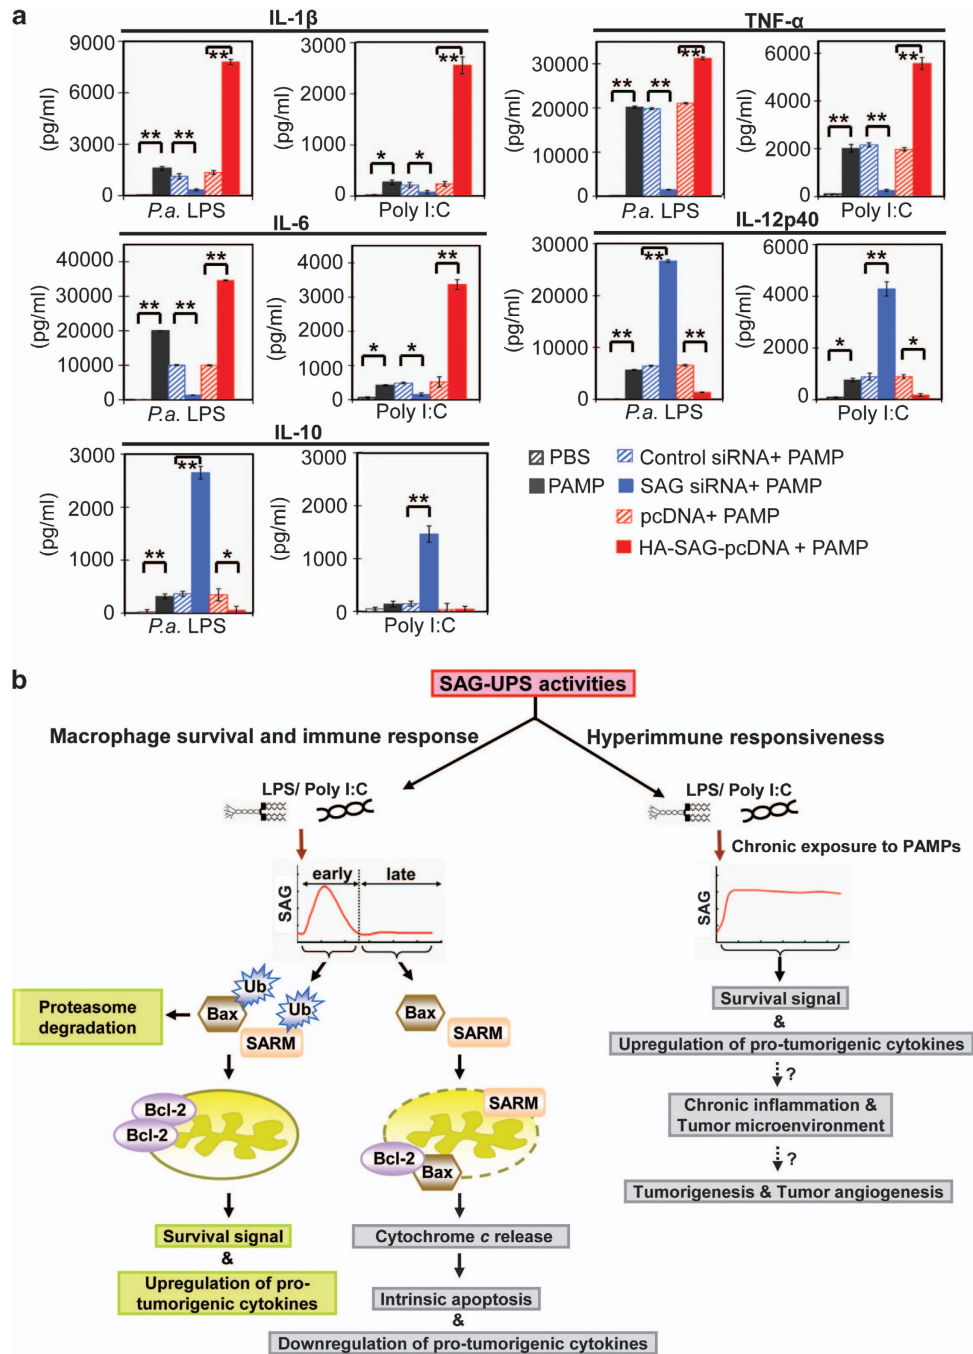 a
IL-1β
TNF-α
9000
6000
3000
0
(pg/ml)
** ** **
P.a. LPS
3000
2000
1000
0
(pg/ml)
* * **
Poly I:C
30000
20000
10000
0
(pg/ml)
** ** **
P.a. LPS
6000
4000
2000
0
** ** **
Poly I:C
IL-6
IL-12p40
40000
30000
20000
10000
0
(pg/ml)
** ** **
P.a. LPS
4000
3000
2000
1000
0
(pg/ml)
* * **
Poly I:C
30000
20000
10000
0
(pg/ml)
** ** **
P.a. LPS
6000
4000
2000
0
* ** *
Poly I:C
IL-10
3000
2000
1000
0
(pg/ml)
** ** *
P.a. LPS
3000
2000
1000
0
(pg/ml)
**
Poly I:C
PBS
PAMP
Control siRNA+ PAMP
SAG siRNA+ PAMP
pcDNA+ PAMP
HA-SAG-pcDNA + PAMP
b
SAG-UPS activities
Macrophage survival and immune response
Hyperimmune responsiveness
LPS/ Poly I:C
LPS/ Poly I:C
Chronic exposure to PAMPs
early
late
SAG
SAG
Ub
Ub
Bax
SARM
Proteasome
degradation
Bax
SARM
Bcl-2
Bcl-2
SARM
Bcl-2
Bax
Survival signal
&
Upregulation of pro-
tumorigenic cytokines
Cytochrome c release
Intrinsic apoptosis
&
Downregulation of pro-tumorigenic cytokines
Survival signal
&
Upregulation of pro-tumorigenic cytokines
?
Chronic inflammation &
Tumor microenvironment
?
Tumorigenesis & Tumor angiogenesis